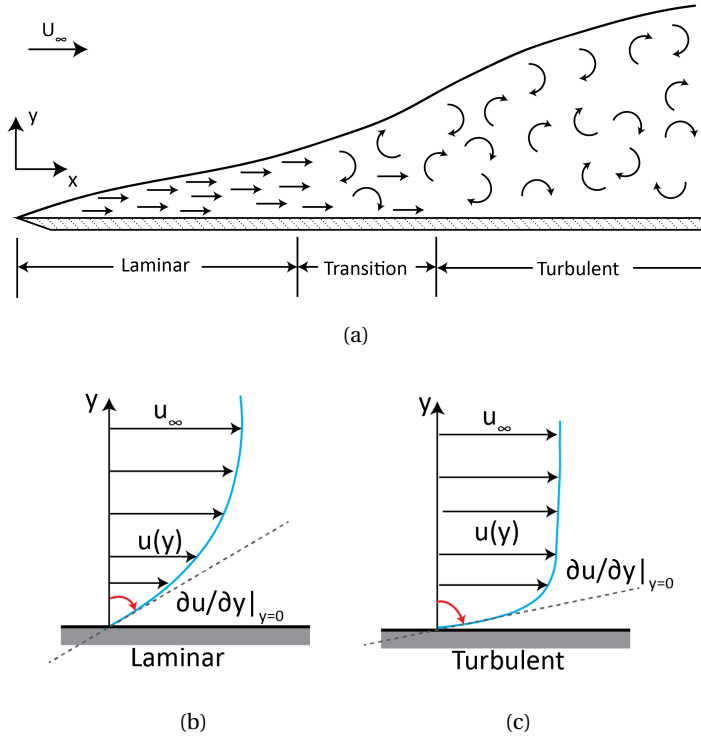 U∞
y
x
Laminar Transition Turbulent
(a)
y
u∞
u(y)
∂u/∂y|y=0
Laminar
(b)
y
u∞
u(y)
∂u/∂y|y=0
Turbulent
(c)